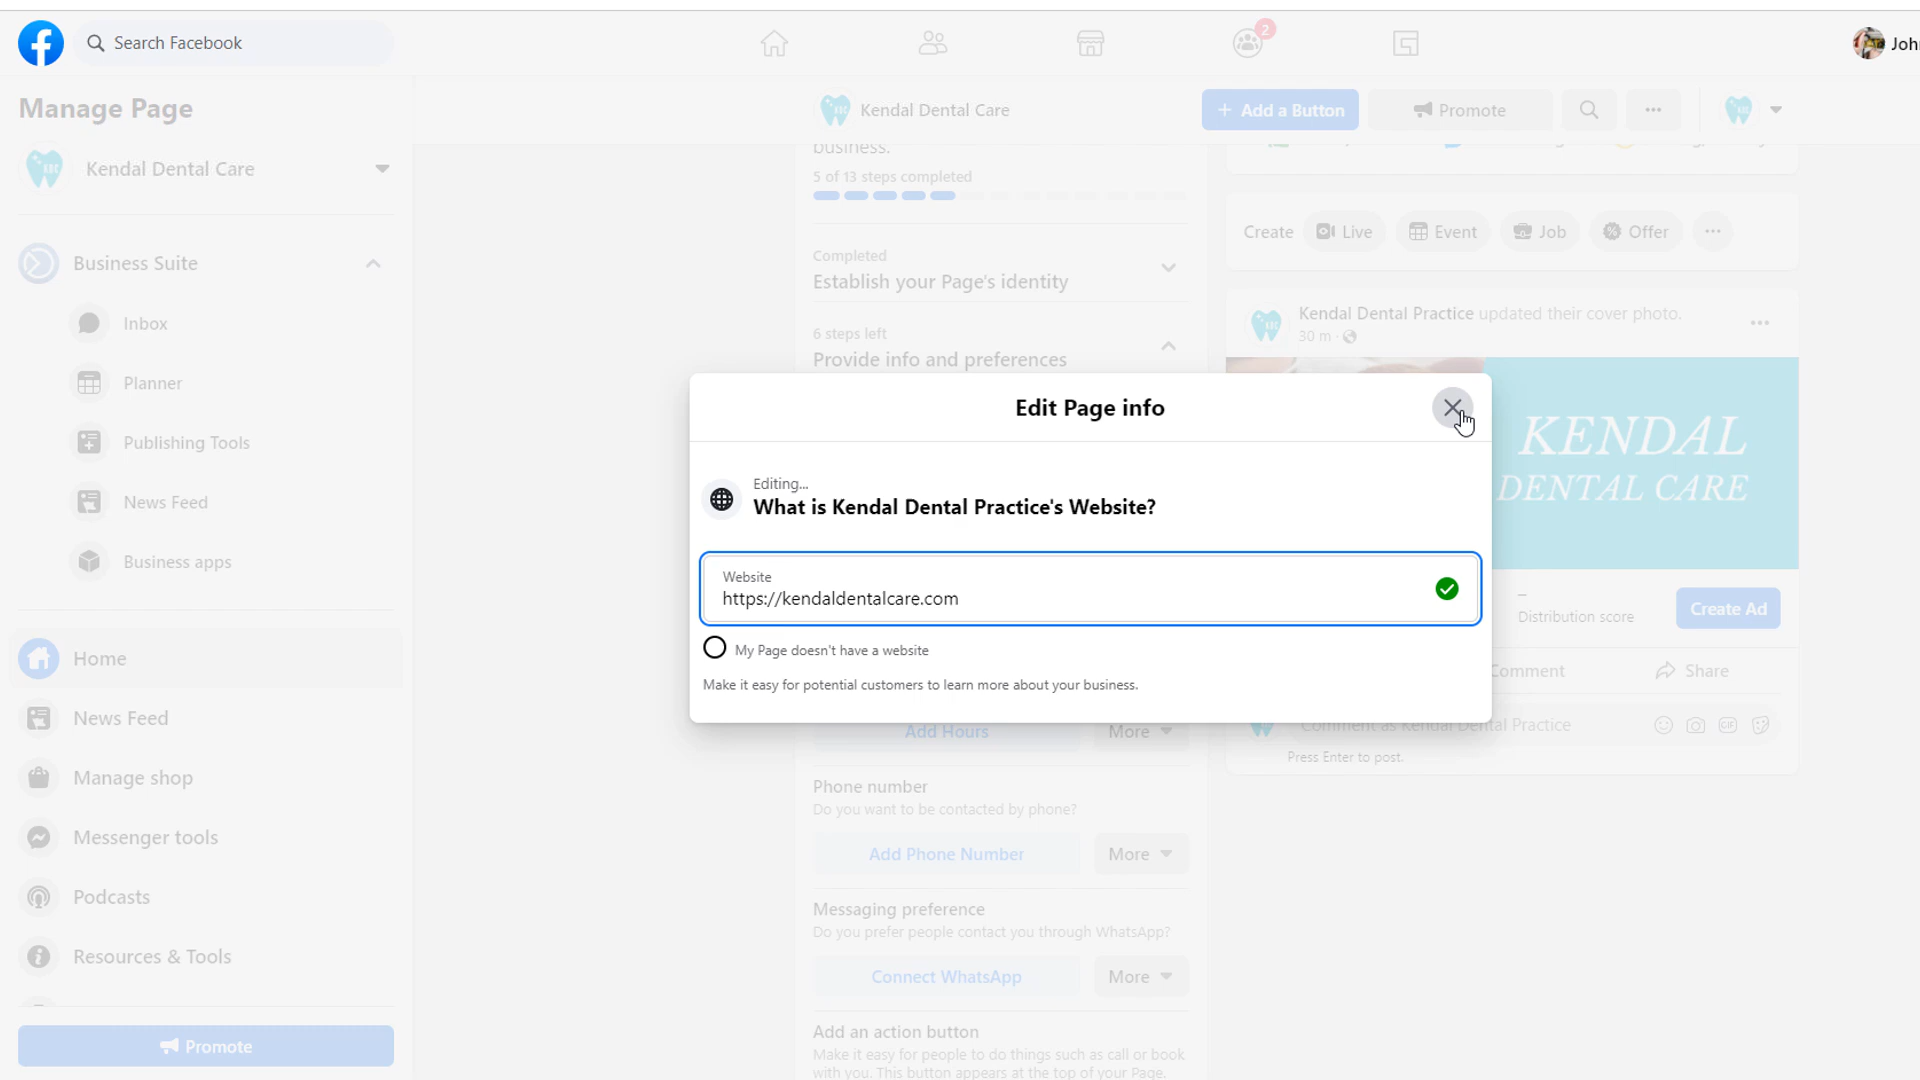 Search Facebook
2
Manage Page
Kendal Dental Care
+ Add a Button
Promote
Kendal Dental Care
business.
5 of 13 steps completed
Create
Live
Event
Job
Offer
Business Suite
Completed
Establish your Page's identity
Inbox
Kendal Dental Practice updated their cover photo.
30 m
6 steps left
Provide info and preferences
Planner
Edit Page info
KENDAL
DENTAL CARE
Publishing Tools
Editing...
What is Kendal Dental Practice's Website?
News Feed
Business apps
Website
https://kendaldentalcare.com
Distribution score
Create Ad
My Page doesn't have a website
Home
Comment
Share
Make it easy for potential customers to learn more about your business.
News Feed
Add Hours
More
Comment as Kendal Dental Practice
GIF
Press Enter to post.
Manage shop
Phone number
Do you want to be contacted by phone?
Messenger tools
Add Phone Number
More
Podcasts
Messaging preference
Do you prefer people contact you through WhatsApp?
Resources & Tools
Connect WhatsApp
More
Promote
Add an action button
Make it easy for people to do things such as call or book
with you. This button appears at the top of your Page.